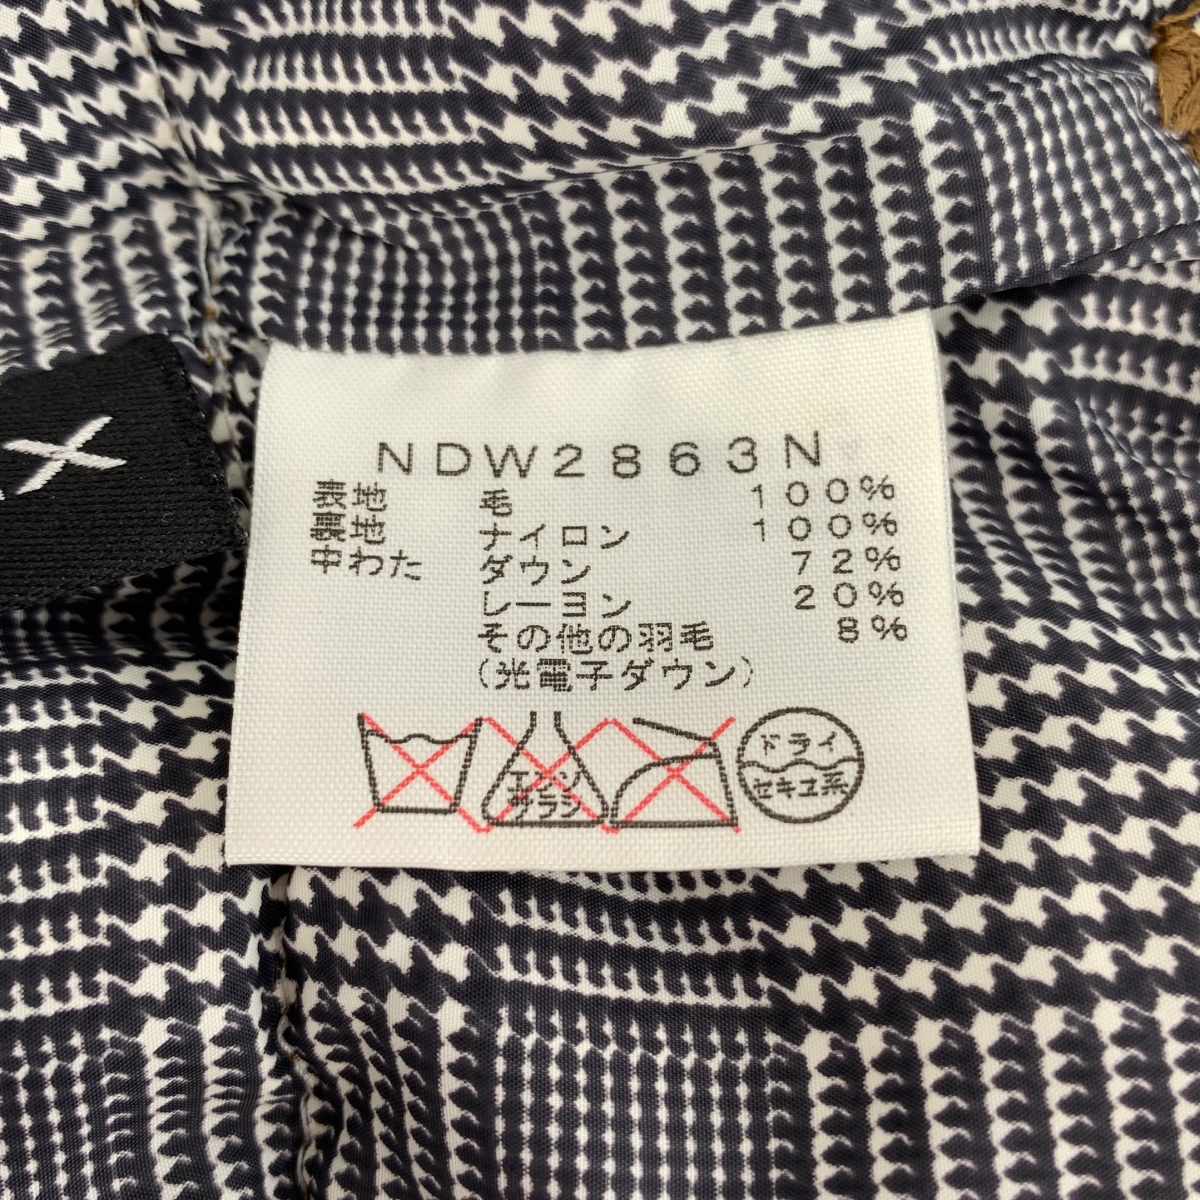 X
NDW2863N
表地 毛 100%
裏地 ナイロン 100%
中わた ダウン 72%
レーヨン 20%
その他の羽毛 8%
(光電子ダウン)
エンソ
サラシ
ドライ
セキユ系